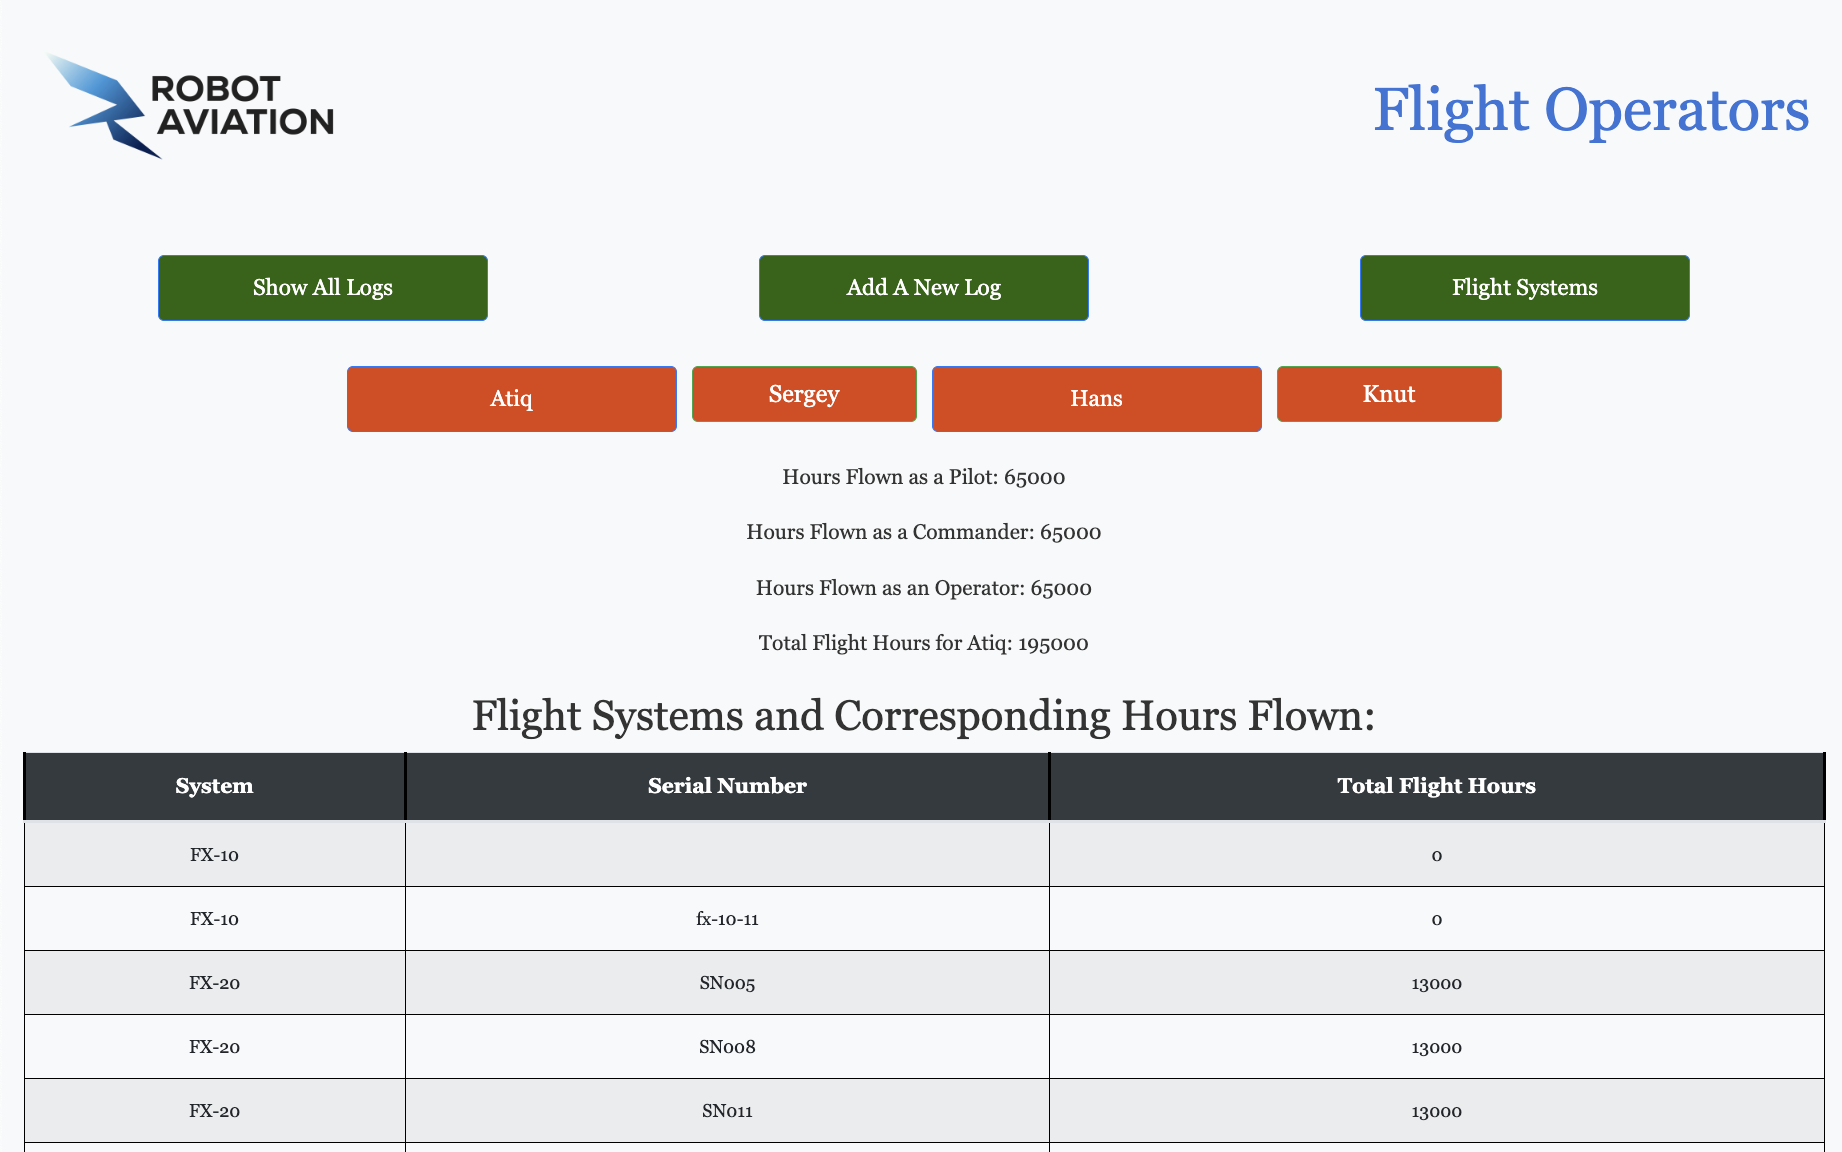 ROBOT
AVIATION
Flight Operators
Show All Logs
Add A New Log
Flight Systems
Atiq
Sergey
Hans
Knut
Hours Flown as a Pilot: 65000
Hours Flown as a Commander: 65000
Hours Flown as an Operator: 65000
Total Flight Hours for Atiq: 195000
Flight Systems and Corresponding Hours Flown:
System Serial Number Total Flight Hours
FX-10 0
FX-10 fx-10-11 0
FX-20 SN005 13000
FX-20 SN008 13000
FX-20 SN011 13000